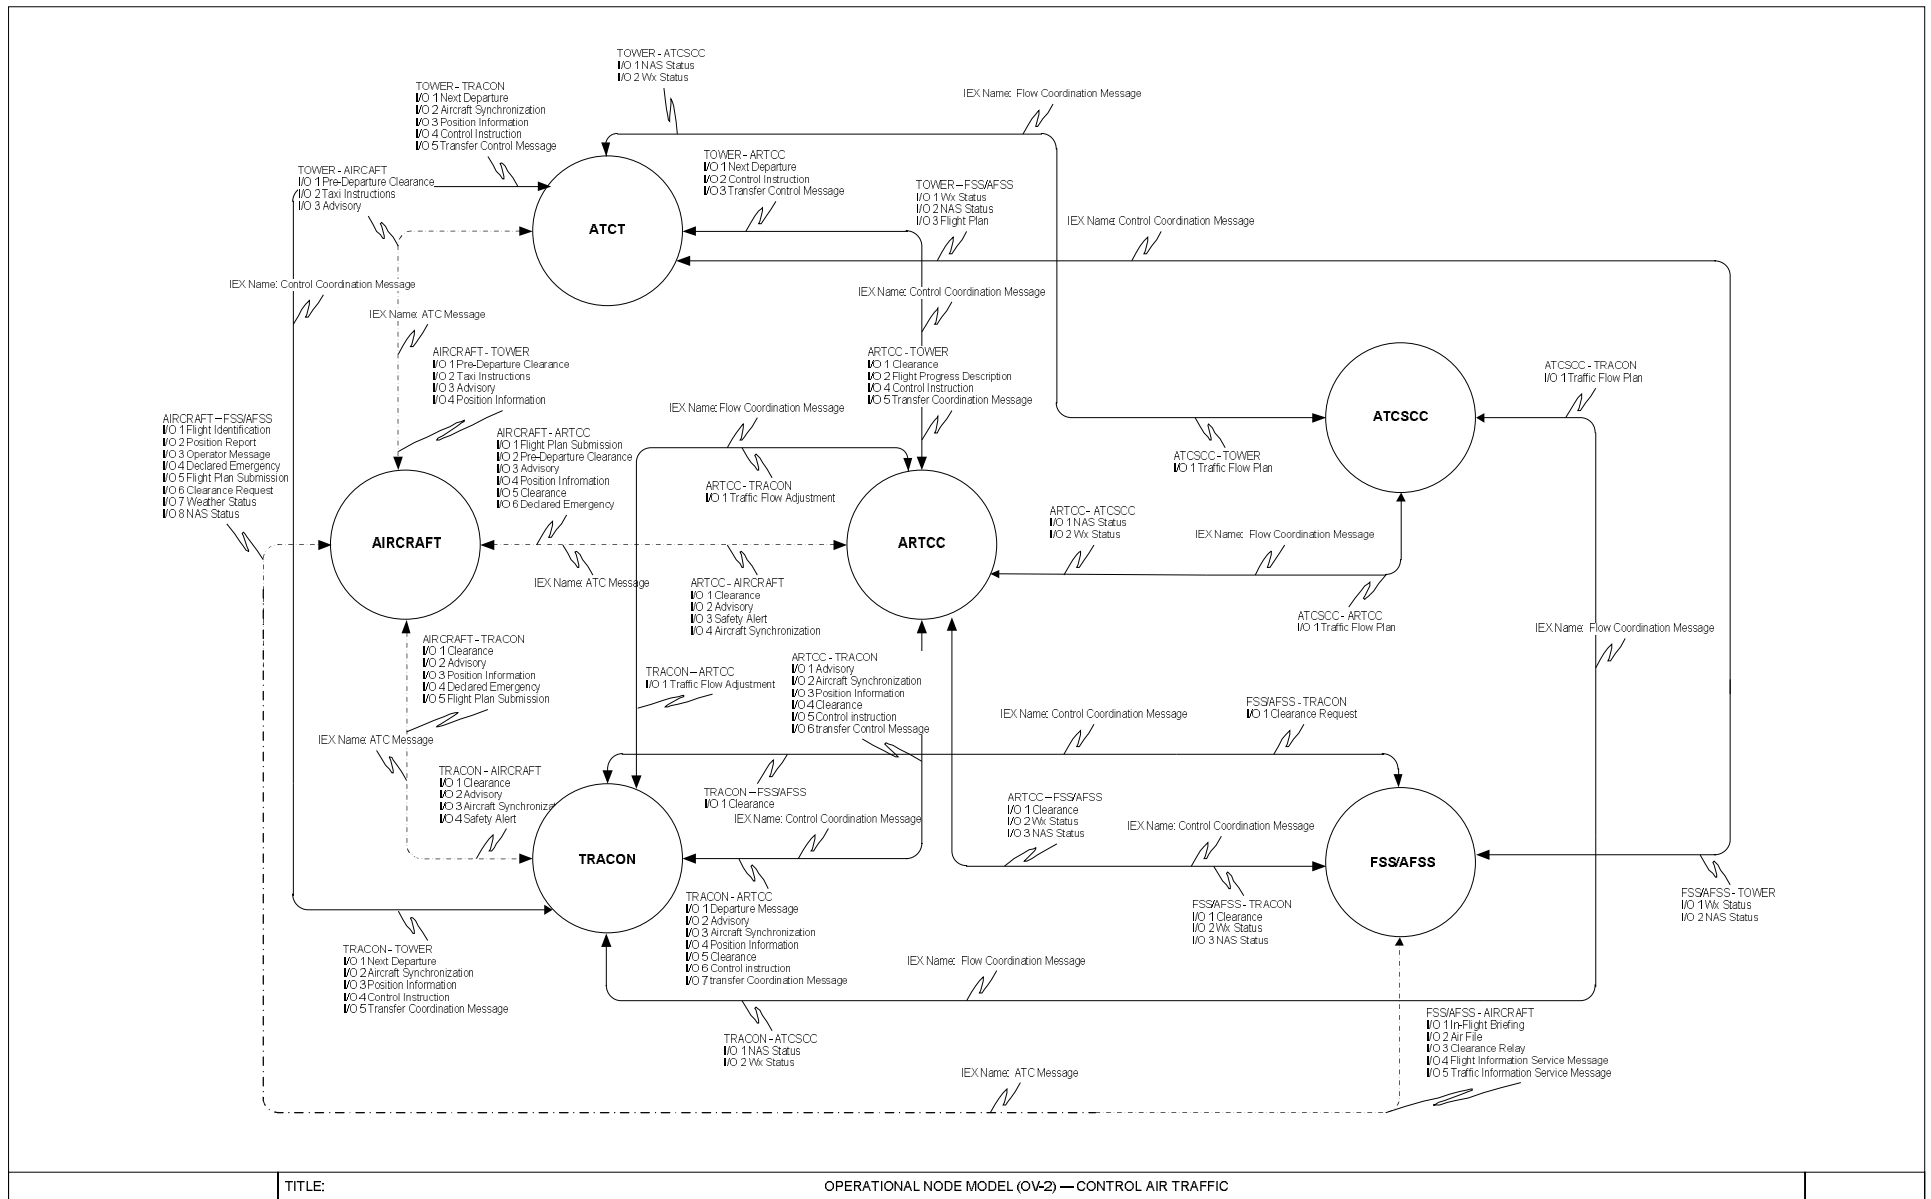 TOWER - ATCSCC
I/O 1 NAS Status
I/O 2 Wx Status
TOWER - TRACON
I/O 1 Next Departure
I/O 2 Aircraft Synchronization
I/O 3 Position Information
I/O 4 Control Instruction
I/O 5 Transfer Control Message
IEX Name: Flow Coordination Message
TOWER - AIRCAFT
I/O 1 Pre-Departure Clearance
I/O 2 Taxi Instructions
I/O 3 Advisory
TOWER - ARTCC
I/O 1 Next Departure
I/O 2 Control Instruction
I/O 3 Transfer Control Message
TOWER – FSS/AFSS
I/O 1 Wx Status
I/O 2 NAS Status
I/O 3 Flight Plan
IEX Name: Control Coordination Message
ATCT
IEX Name: Control Coordination Message
IEX Name: ATC Message
IEX Name: Control Coordination Message
AIRCRAFT - TOWER
I/O 1 Pre-Departure Clearance
I/O 2 Taxi Instructions
I/O 3 Advisory
I/O 4 Position Information
ARTCC - TOWER
I/O 1 Clearance
I/O 2 Flight Progress Description
I/O 4 Control Instruction
I/O 5 Transfer Coordination Message
ATCSCC
ATCSCC - TRACON
I/O 1 Traffic Flow Plan
AIRCRAFT – FSS/AFSS
I/O 1 Flight Identification
I/O 2 Position Report
I/O 3 Operator Message
I/O 4 Declared Emergency
I/O 5 Flight Plan Submission
I/O 6 Clearance Request
I/O 7 Weather Status
I/O 8 NAS Status
IEX Name: Flow Coordination Message
AIRCRAFT - ARTCC
I/O 1 Flight Plan Submission
I/O 2 Pre-Departure Clearance
I/O 3 Advisory
I/O 4 Position Infromation
I/O 5 Clearance
I/O 6 Declared Emergency
ARTCC - TRACON
I/O 1 Traffic Flow Adjustment
ATCSCC - TOWER
I/O 1 Traffic Flow Plan
AIRCRAFT
ARTCC
ARTCC - ATCSCC
I/O 1 NAS Status
I/O 2 Wx Status
IEX Name: Flow Coordination Message
IEX Name: ATC Message
ARTCC - AIRCRAFT
I/O 1 Clearance
I/O 2 Advisory
I/O 3 Safety Alert
I/O 4 Aircraft Synchronization
ATCSCC - ARTCC
I/O 1 Traffic Flow Plan
IEX Name: Flow Coordination Message
AIRCRAFT - TRACON
I/O 1 Clearance
I/O 2 Advisory
I/O 3 Position Information
I/O 4 Declared Emergency
I/O 5 Flight Plan Submission
TRACON – ARTCC
I/O 1 Traffic Flow Adjustment
ARTCC - TRACON
I/O 1 Advisory
I/O 2 Aircraft Synchronization
I/O 3 Position Information
I/O 4 Clearance
I/O 5 Control instruction
I/O 6 transfer Control Message
IEX Name: Control Coordination Message
FSS/AFSS - TRACON
I/O 1 Clearance Request
IEX Name: ATC Message
TRACON - AIRCRAFT
I/O 1 Clearance
I/O 2 Advisory
I/O 3 Aircraft Synchroniza
I/O 4 Safety Alert
TRACON – FSS/AFSS
I/O 1 Clearance
IEX Name: Control Coordination Message
ARTCC – FSS/AFSS
I/O 1 Clearance
I/O 2 Wx Status
I/O 3 NAS Status
IEX Name: Control Coordination Message
TRACON
FSS/AFSS
TRACON - ARTCC
I/O 1 Departure Message
I/O 2 Advisory
I/O 3 Aircraft Synchronization
I/O 4 Position Information
I/O 5 Clearance
I/O 6 Control instruction
I/O 7 transfer Coordination Message
FSS/AFSS - TRACON
I/O 1 Clearance
I/O 2 Wx Status
I/O 3 NAS Status
FSS/AFSS - TOWER
I/O 1 Wx Status
I/O 2 NAS Status
TRACON - TOWER
I/O 1 Next Departure
I/O 2 Aircraft Synchronization
I/O 3 Position Information
I/O 4 Control Instruction
I/O 5 Transfer Coordination Message
IEX Name: Flow Coordination Message
TRACON - ATCSCC
I/O 1 NAS Status
I/O 2 Wx Status
FSS/AFSS - AIRCRAFT
I/O 1 In-Flight Briefing
I/O 2 Air File
I/O 3 Clearance Relay
I/O 4 Flight Information Service Message
I/O 5 Traffic Information Service Message
IEX Name: ATC Message
TITLE: OPERATIONAL NODE MODEL (OV-2) — CONTROL AIR TRAFFIC